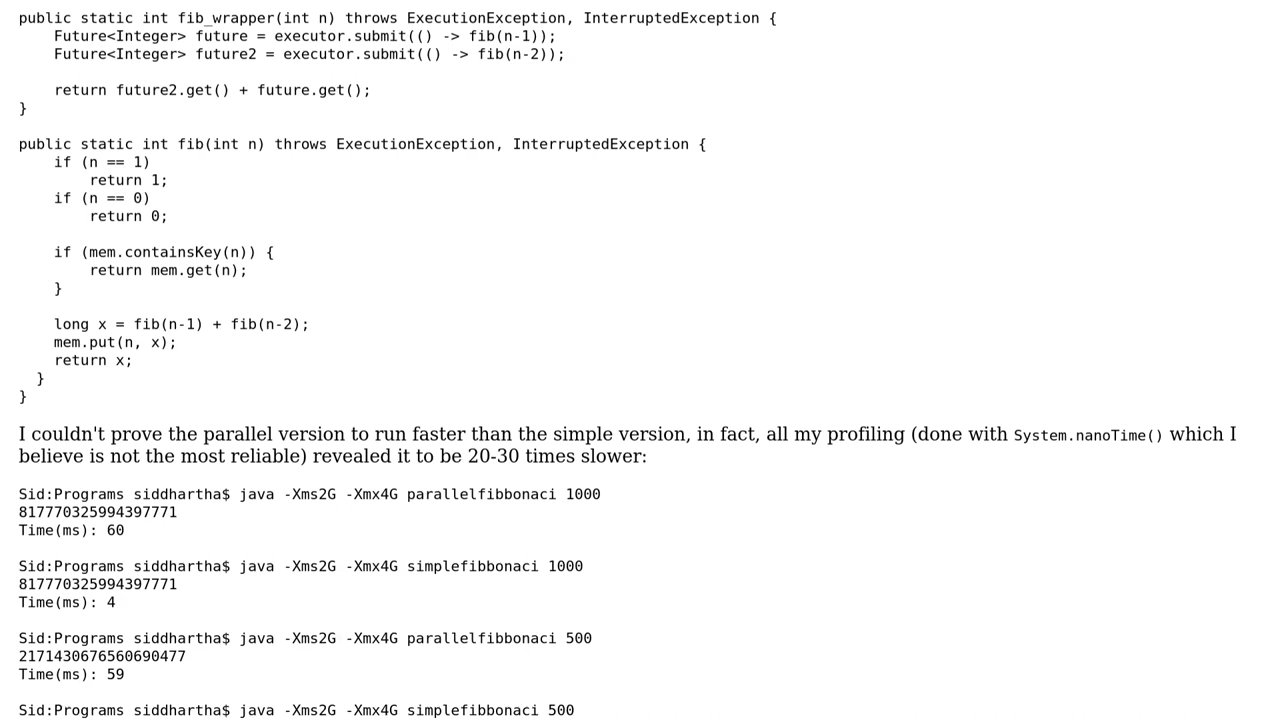 public static int fib_wrapper(int n) throws ExecutionException, InterruptedException {
    Future<Integer> future = executor.submit(() -> fib(n-1));
    Future<Integer> future2 = executor.submit(() -> fib(n-2));

    return future2.get() + future.get();
}

public static int fib(int n) throws ExecutionException, InterruptedException {
    if (n == 1)
        return 1;
    if (n == 0)
        return 0;

    if (mem.containsKey(n)) {
        return mem.get(n);
    }

    long x = fib(n-1) + fib(n-2);
    mem.put(n, x);
    return x;
  }
}
I couldn't prove the parallel version to run faster than the simple version, in fact, all my profiling (done with System.nanoTime() which I
believe is not the most reliable) revealed it to be 20-30 times slower:
Sid:Programs siddhartha$ java -Xms2G -Xmx4G parallelfibbonaci 1000
817770325994397771
Time(ms): 60

Sid:Programs siddhartha$ java -Xms2G -Xmx4G simplefibbonaci 1000
817770325994397771
Time(ms): 4

Sid:Programs siddhartha$ java -Xms2G -Xmx4G parallelfibbonaci 500
2171430676560690477
Time(ms): 59

Sid:Programs siddhartha$ java -Xms2G -Xmx4G simplefibbonaci 500